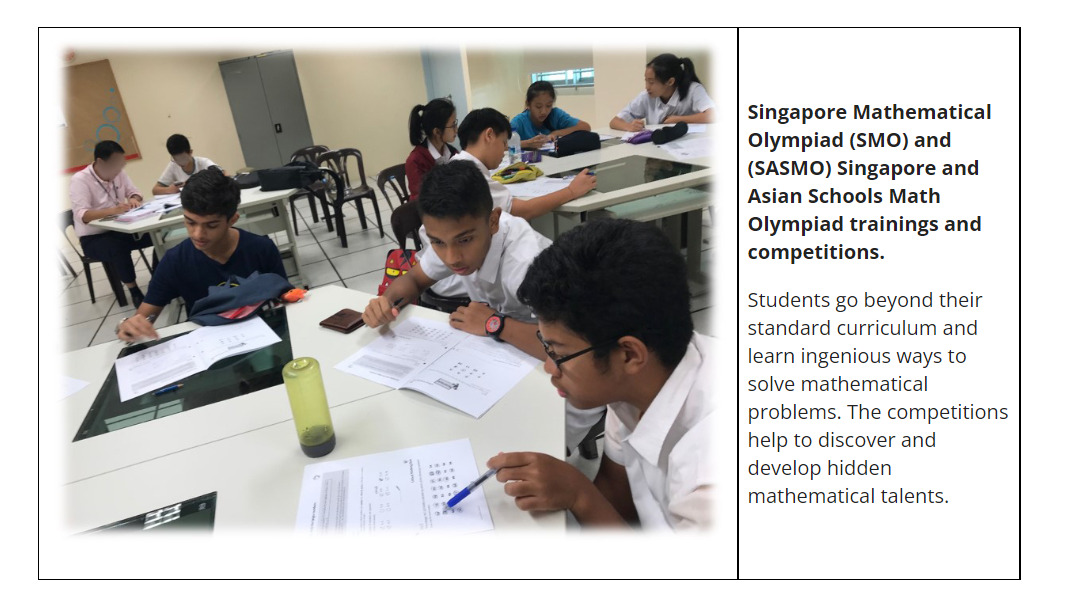 Singapore Mathematical
Olympiad (SMO) and
(SASMO) Singapore and
Asian Schools Math
Olympiad trainings and
competitions.
Students go beyond their
standard curriculum and
learn ingenious ways to
solve mathematical
problems. The competitions
help to discover and
develop hidden
mathematical talents.